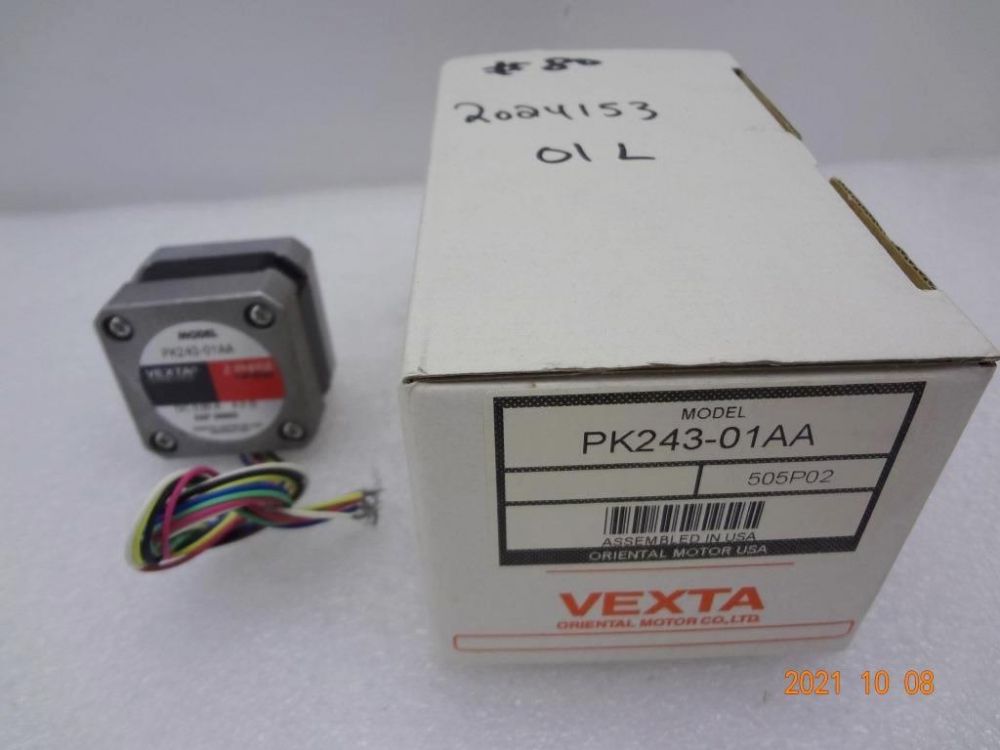 # 80
2024153
01 L
MODEL
PK243-01AA
VEXTA
MODEL
PK243-01AA
505P02
ASSEMBLED IN USA
ORIENTAL MOTOR USA
VEXTA
ORIENTAL MOTOR CO.,LTD.
2021 10 08